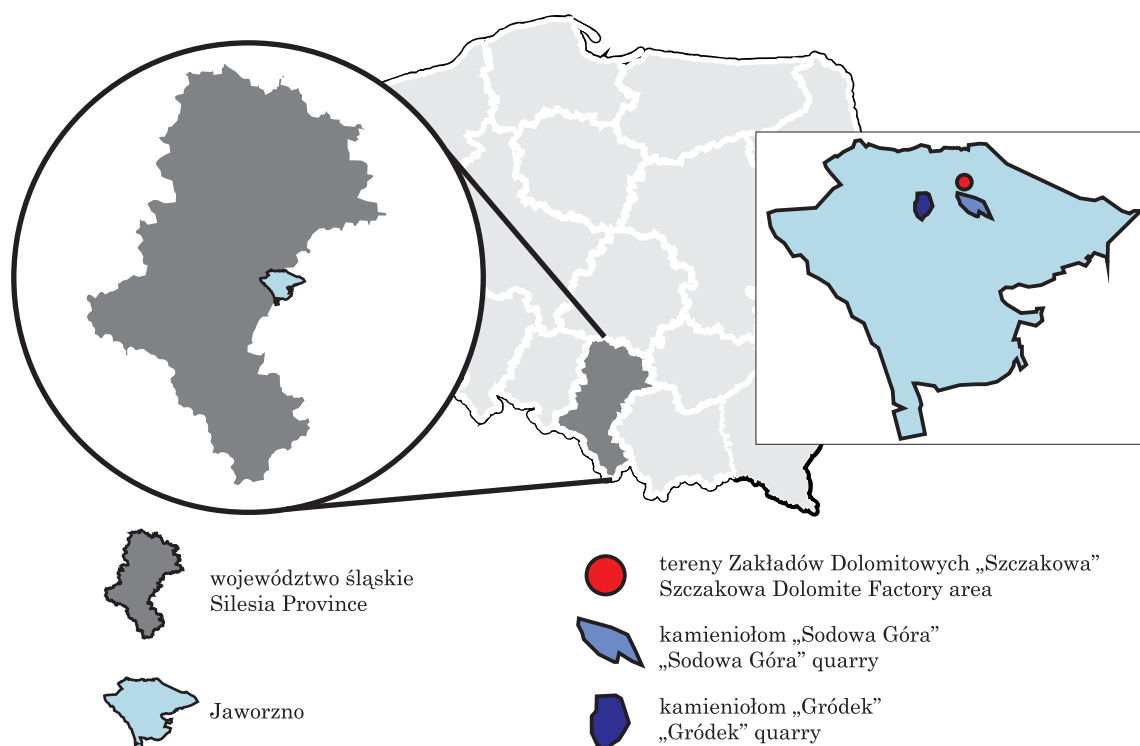 województwo śląskie
Silesia Province
Jaworzno
tereny Zakładów Dolomitowych „Szczakowa”
Szczakowa Dolomite Factory area
kamieniołom „Sodowa Góra”
„Sodowa Góra” quarry
kamieniołom „Gródek”
„Gródek” quarry